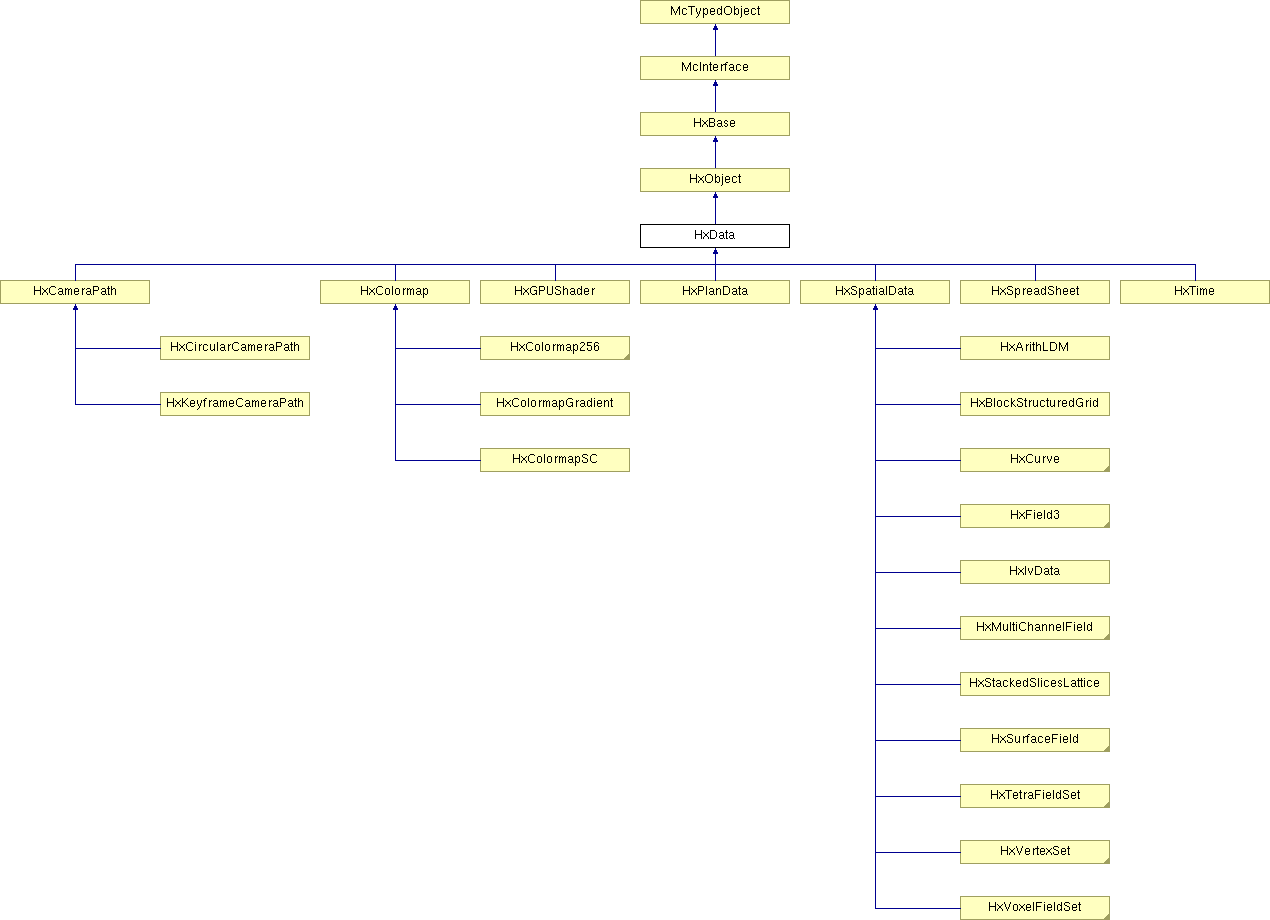 McTypedObject
McInterface
HxBase
HxObject
HxData
HxCameraPath
HxColormap
HxGPUShader
HxPlanData
HxSpatialData
HxSpreadSheet
HxTime
HxCircularCameraPath
HxColormap256
HxArithLDM
HxKeyframeCameraPath
HxColormapGradient
HxBlockStructuredGrid
HxColormapSC
HxCurve
HxField3
HxIvData
HxMultiChannelField
HxStackedSlicesLattice
HxSurfaceField
HxTetraFieldSet
HxVertexSet
HxVoxelFieldSet